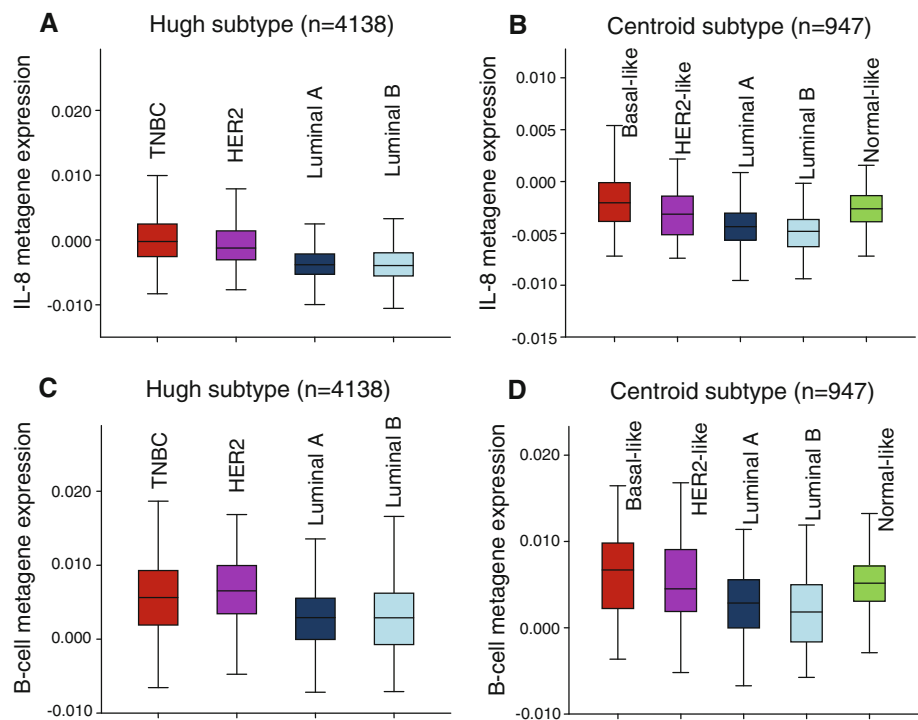 A
Hugh subtype (n=4138)
IL-8 metagene expression
0.020
0.010
0.000
-0.010
TNBC
HER2
Luminal A
Luminal B
B
Centroid subtype (n=947)
IL-8 metagene expression
0.010
0.005
0.000
-0.005
-0.010
-0.015
Basal-like
HER2-like
Luminal A
Luminal B
Normal-like
C
Hugh subtype (n=4138)
B-cell metagene expression
0.020
0.010
0.000
-0.010
TNBC
HER2
Luminal A
Luminal B
D
Centroid subtype (n=947)
B-cell metagene expression
0.020
0.010
0.000
-0.010
Basal-like
HER2-like
Luminal A
Luminal B
Normal-like